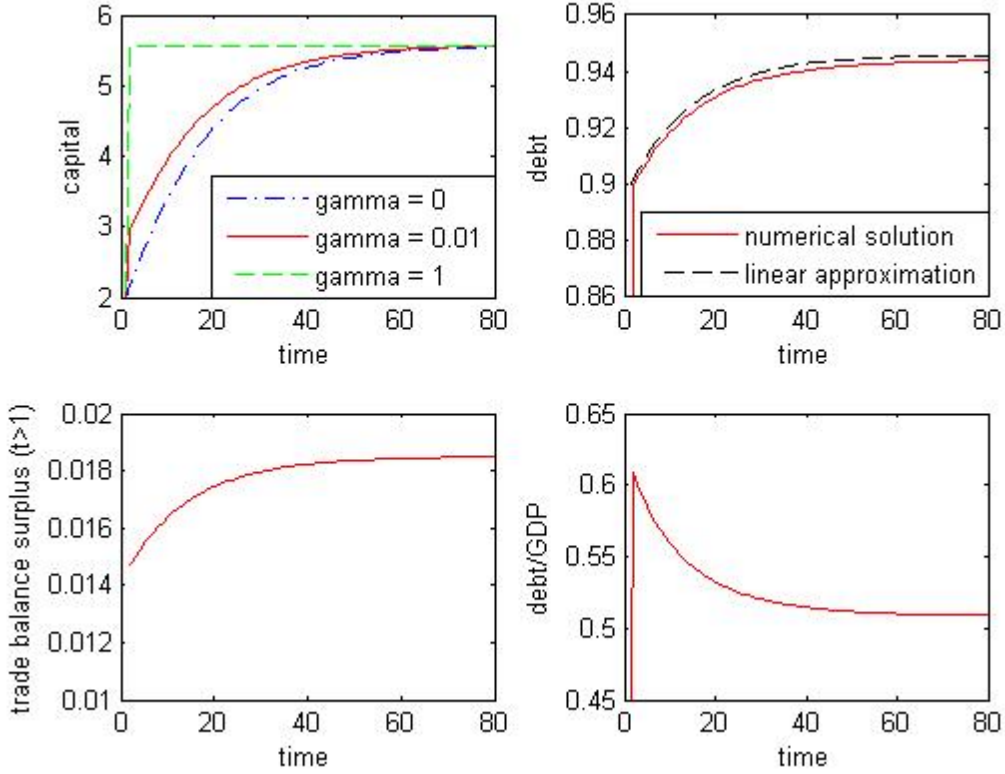 6
5
4
3
2
capital
0 20 40 60 80
time
gamma = 0
gamma = 0.01
gamma = 1
0.96
0.94
0.92
0.9
0.88
0.86
debt
0 20 40 60 80
time
numerical solution
linear approximation
0.02
0.018
0.016
0.014
0.012
0.01
trade balance surplus (t>1)
0 20 40 60 80
time
0.65
0.6
0.55
0.5
0.45
debt/GDP
0 20 40 60 80
time